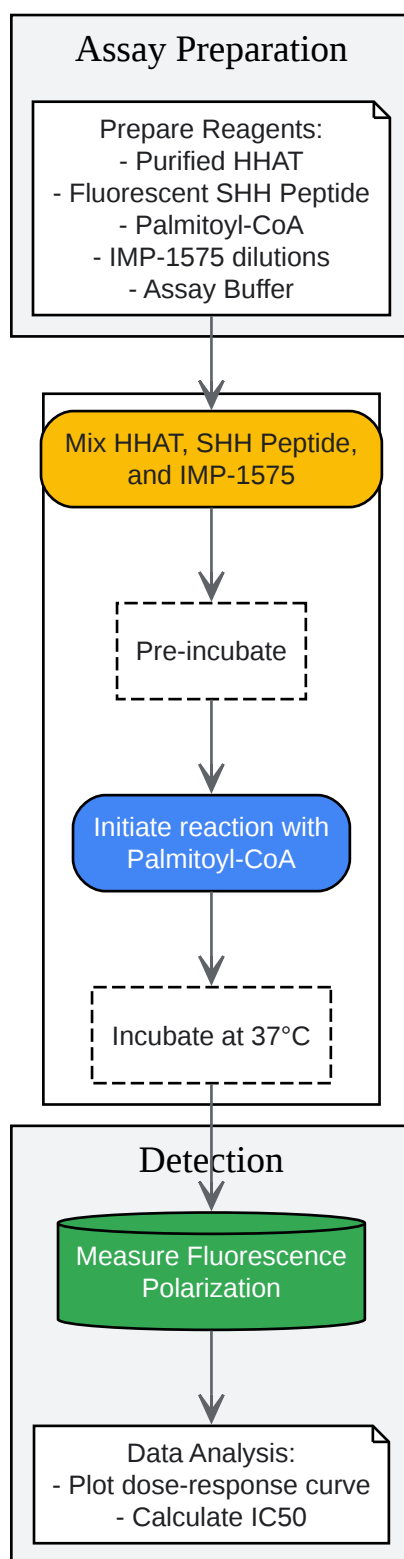 Assay Preparation
Prepare Reagents:
- Purified HHAT
- Fluorescent SHH Peptide
- Palmitoyl-CoA
- IMP-1575 dilutions
- Assay Buffer
Mix HHAT, SHH Peptide,
and IMP-1575
Pre-incubate
Initiate reaction with
Palmitoyl-CoA
Incubate at 37°C
Detection
Measure Fluorescence
Polarization
Data Analysis:
- Plot dose-response curve
- Calculate IC50